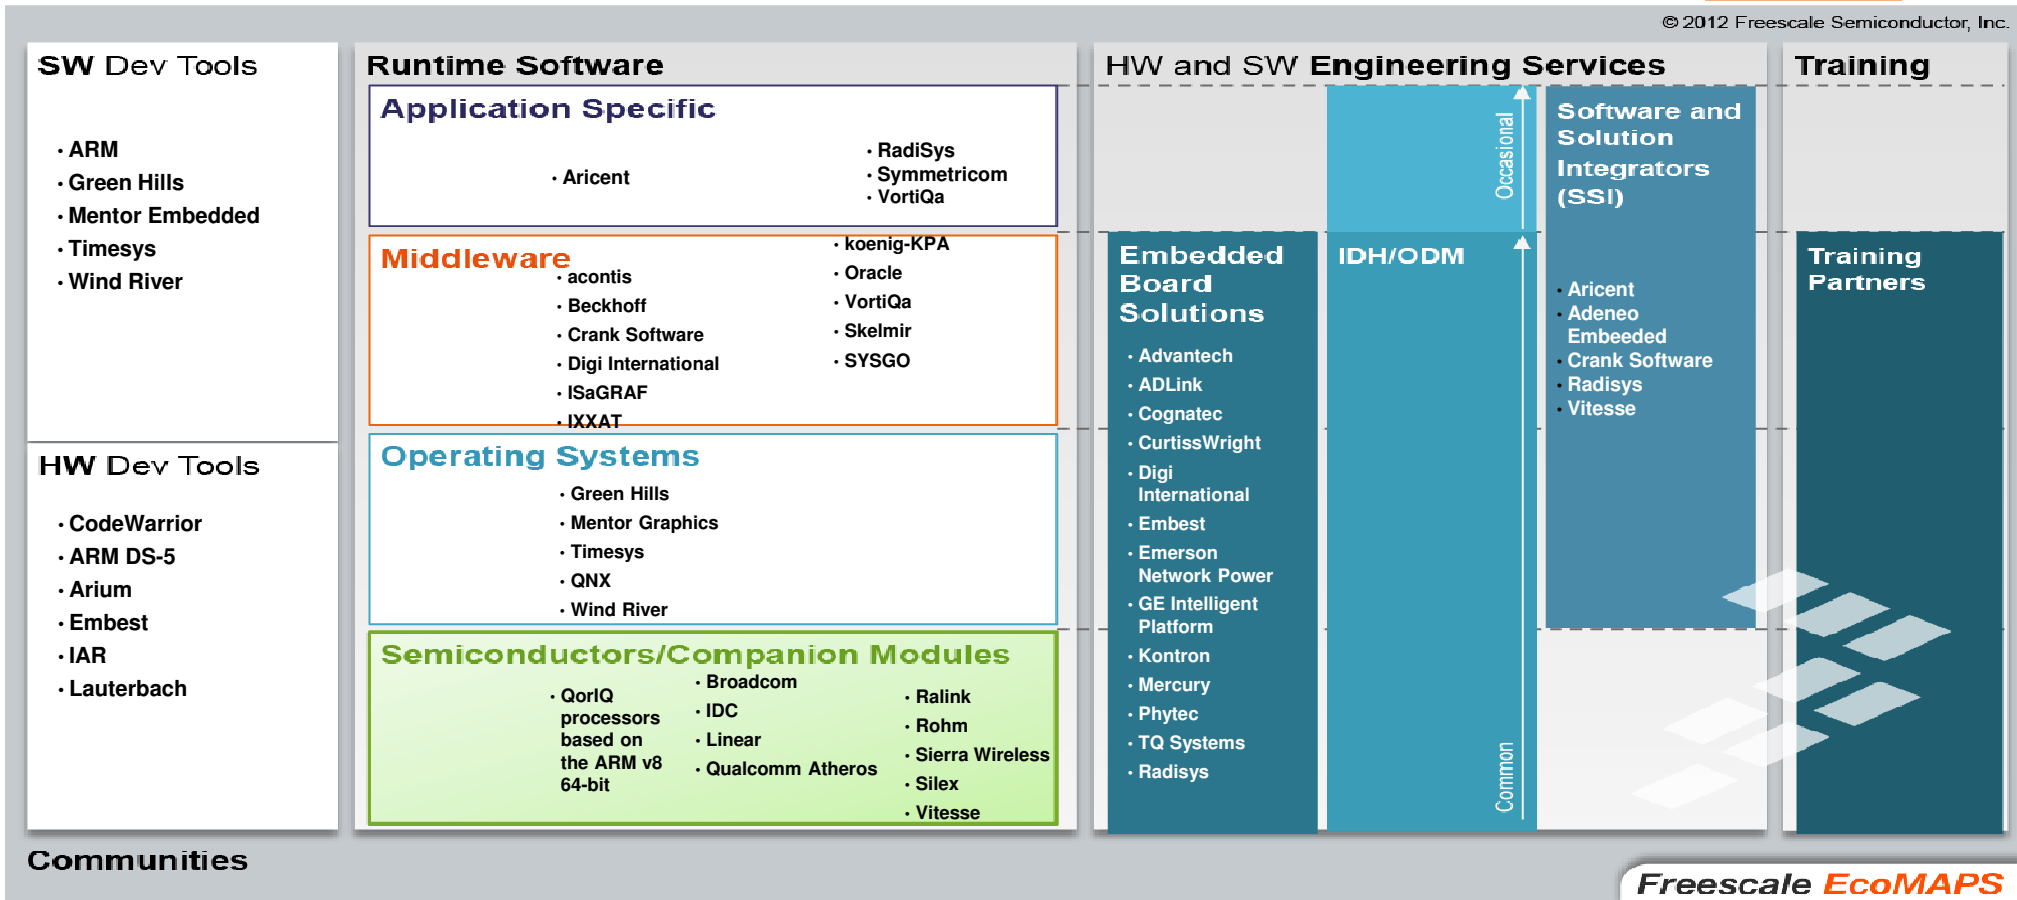 © 2012 Freescale Semiconductor, Inc.
SW Dev Tools
· ARM
· Green Hills
· Mentor Embedded
· Timesys
· Wind River
HW Dev Tools
· CodeWarrior
· ARM DS-5
· Arium
· Embest
· IAR
· Lauterbach
Runtime Software
Application Specific
· Aricent
· RadiSys
· Symmetricom
· VortiQa
Middleware
· acontis
· Beckhoff
· Crank Software
· Digi International
· ISaGRAF
· IXXAT
· koenig-KPA
· Oracle
· VortiQa
· Skelmir
· SYSGO
Operating Systems
· Green Hills
· Mentor Graphics
· Timesys
· QNX
· Wind River
Semiconductors/Companion Modules
· QorIQ
processors
based on
the ARM v8
64-bit
· Broadcom
· IDC
· Linear
· Qualcomm Atheros
· Ralink
· Rohm
· Sierra Wireless
· Silex
· Vitesse
HW and SW Engineering Services
Embedded
Board
Solutions
· Advantech
· ADLink
· Cognatec
· CurtissWright
· Digi
International
· Embest
· Emerson
Network Power
· GE Intelligent
Platform
· Kontron
· Mercury
· Phytec
· TQ Systems
· Radisys
IDH/ODM
Occasional
Common
Software and
Solution
Integrators
(SSI)
· Aricent
· Adeneo
Embeeded
· Crank Software
· Radisys
· Vitesse
Training
Training
Partners
Communities
Freescale EcoMAPS